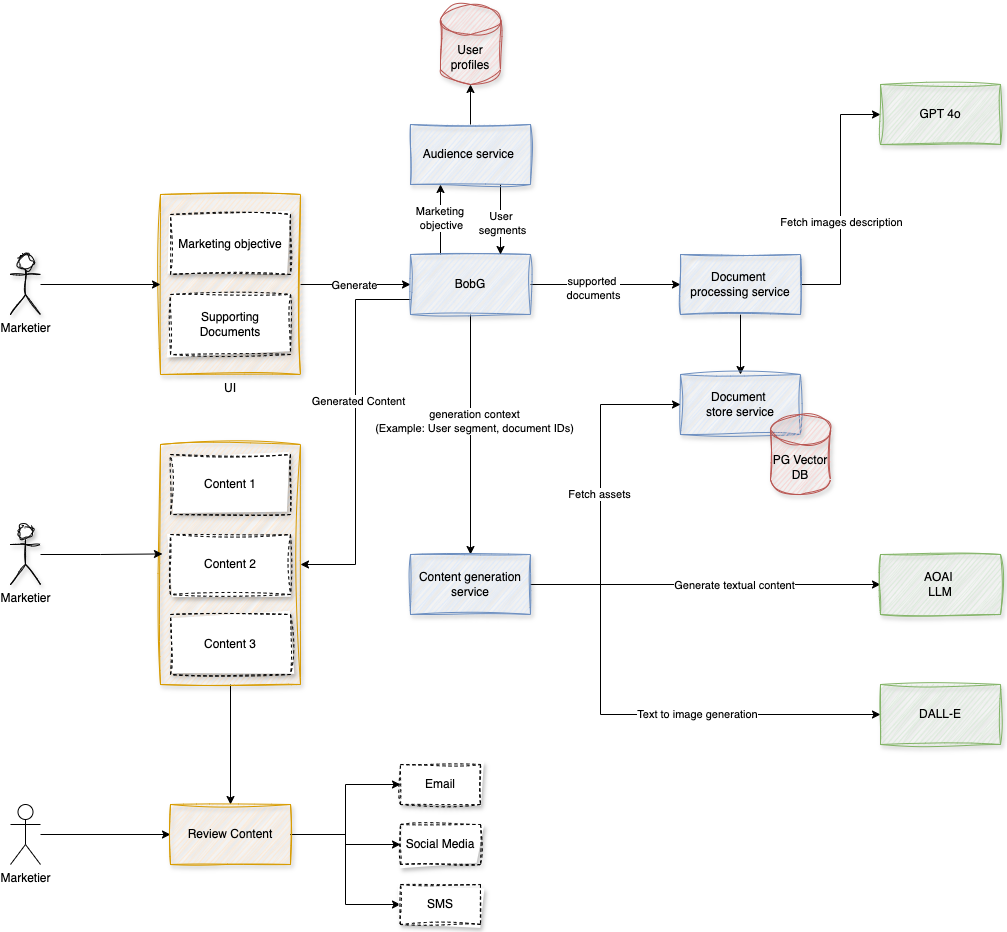 User
profiles
GPT 4o
Audience service
Marketing
objective
User
segments
Fetch images description
Marketing objective
Supporting
Documents
UI
Marketier
Generate
BobG
supported
documents
Document
processing service
Generated Content
generation context
(Example: User segment, document IDs)
Document
store service
PG Vector
DB
Fetch assets
Content 1
Content 2
Content 3
Marketier
Content generation
service
Generate textual content
AOAI
LLM
Text to image generation
DALL-E
Marketier
Review Content
Email
Social Media
SMS